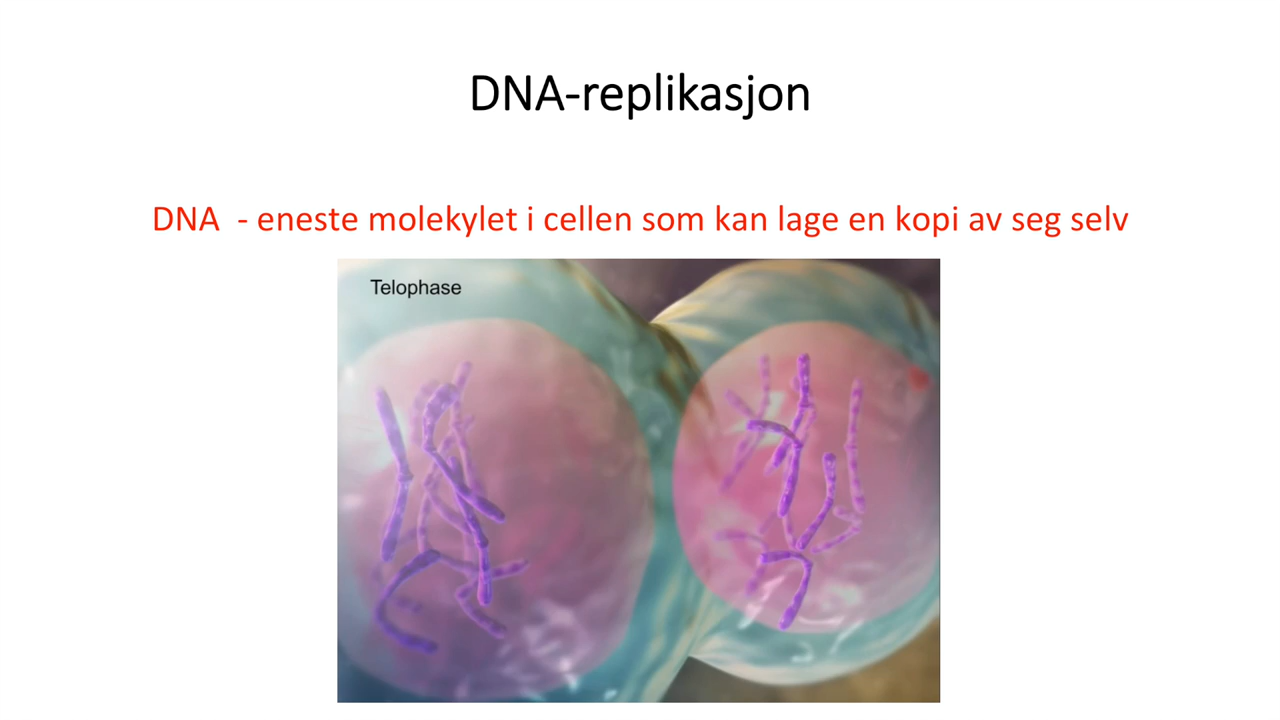 DNA-replikasjon
DNA - eneste molekylet i cellen som kan lage en kopi av seg selv
Telophase